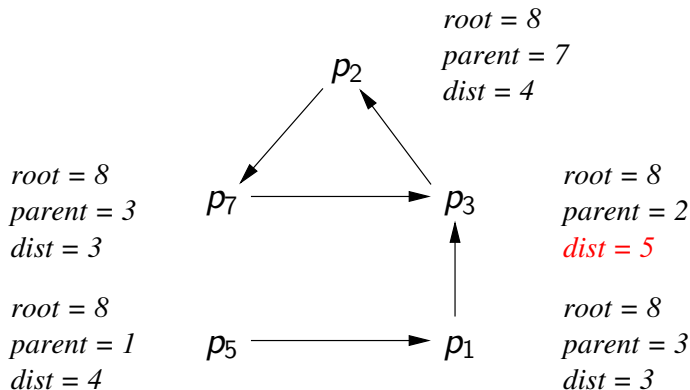 root = 8
parent = 7
dist = 4
p2
root = 8
parent = 3
dist = 3
p7
p3
root = 8
parent = 2
dist = 5
root = 8
parent = 1
dist = 4
p5
p1
root = 8
parent = 3
dist = 3